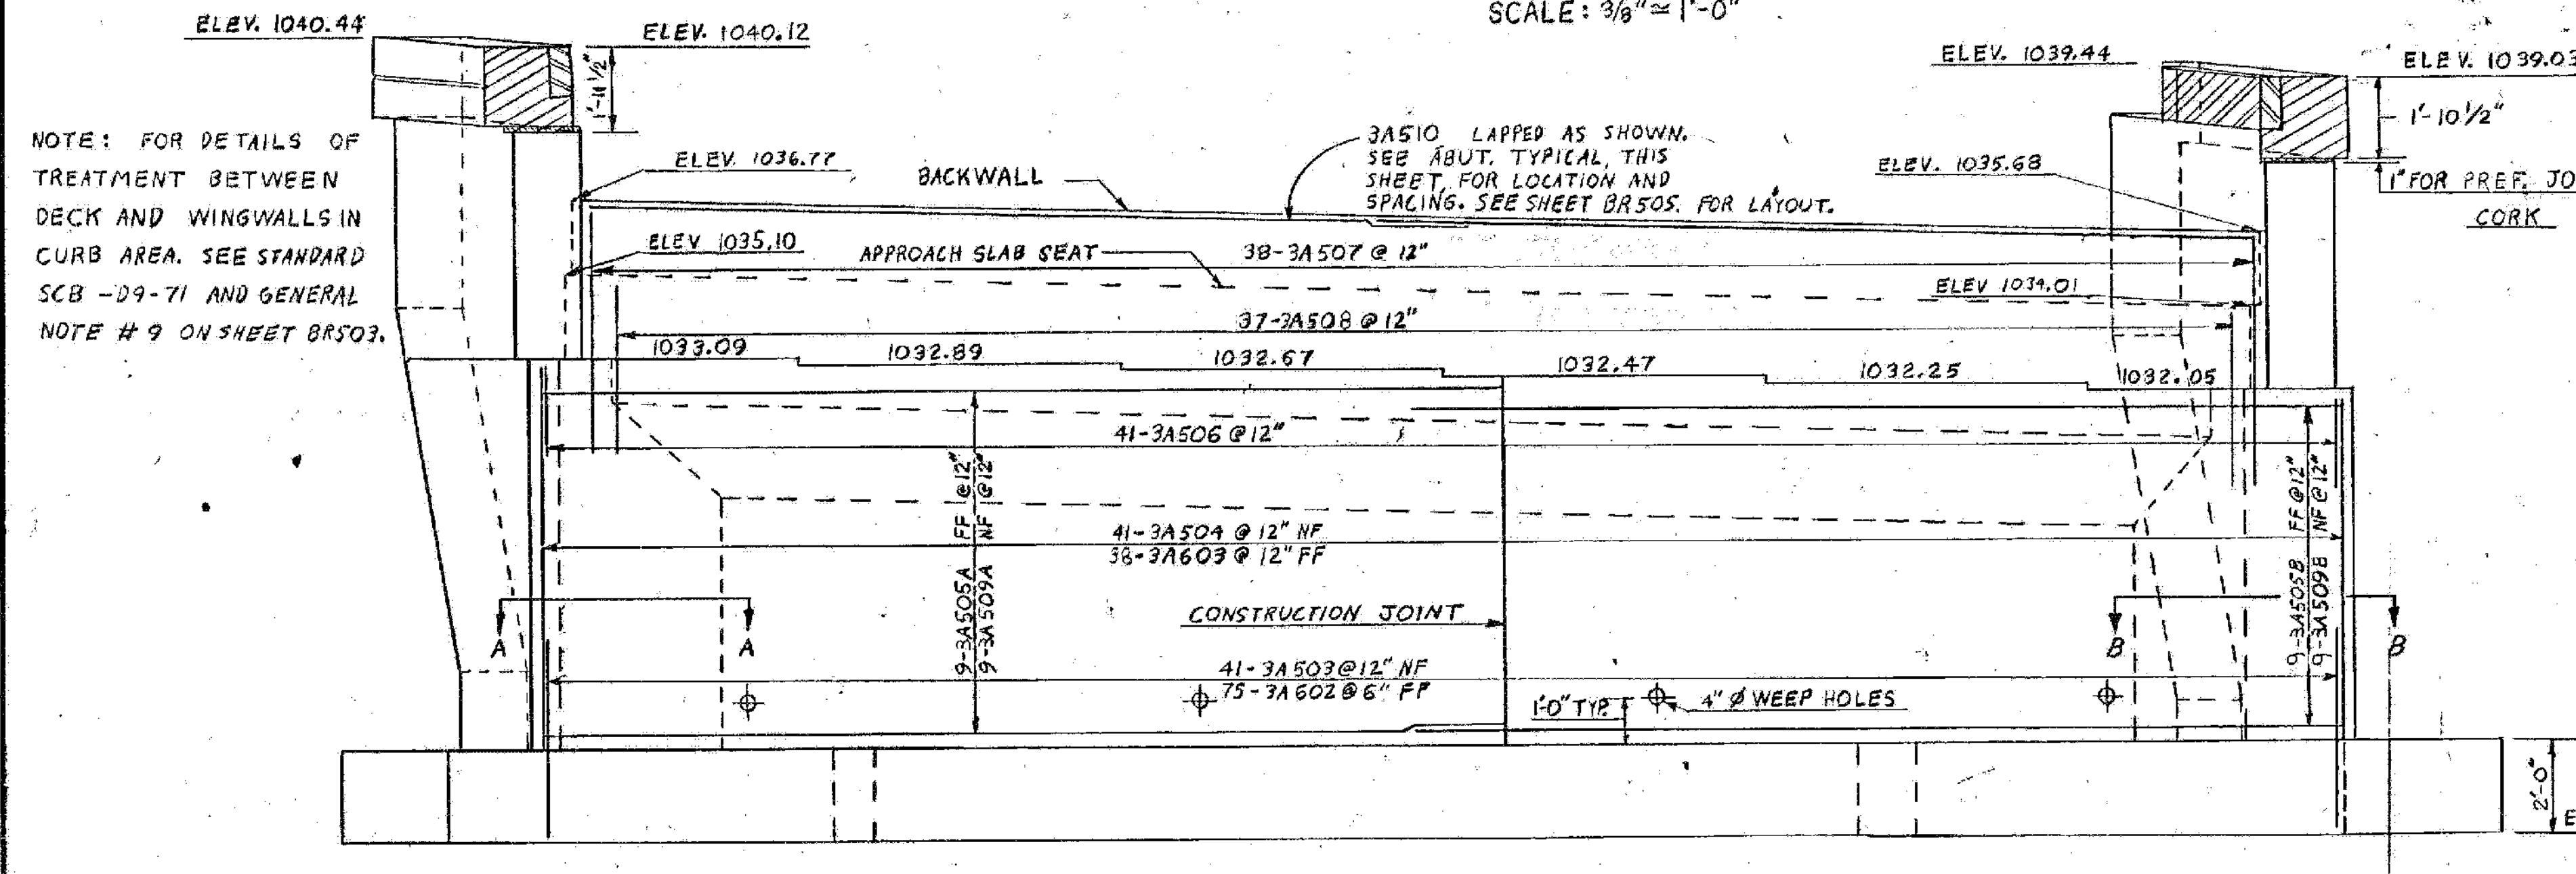 SCALE: 3/8" = 1'-0"
ELEV. 1040.44
ELEV. 1040.12
1'-11 1/2"
ELEV. 1039.44
ELEV. 1039.03
1'-10 1/2"
1" FOR PREF. JO
CORK
NOTE: FOR DETAILS OF
TREATMENT BETWEEN
DECK AND WINGWALLS IN
CURB AREA. SEE STANDARD
SCB-D9-71 AND GENERAL
NOTE # 9 ON SHEET BR503.
ELEV. 1036.77
BACKWALL
3A510 LAPPED AS SHOWN.
SEE ABUT. TYPICAL, THIS
SHEET, FOR LOCATION AND
SPACING. SEE SHEET BR505. FOR LAYOUT.
ELEV. 1035.68
ELEV 1035.10
APPROACH SLAB SEAT
38-3A507 @ 12"
ELEV 1034.01
37-3A508 @ 12"
1033.09
1032.89
1032.67
1032.47
1032.25
1032.05
41-3A506 @ 12"
9-3A505A FF @ 12"
9-3A509A NF @ 12"
41-3A504 @ 12" NF
38-3A603 @ 12" FF
9-3A505B FF @ 12"
9-3A509B NF @ 12"
CONSTRUCTION JOINT
A
A
B
B
41-3A503 @ 12" NF
75-3A602 @ 6" FF
1'-0" TYP.
4" Ø WEEP HOLES
2'-0"
E